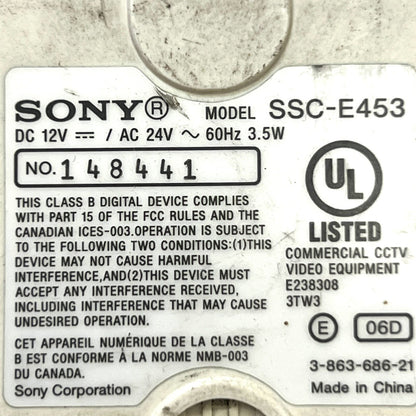 SONY® MODEL SSC-E453
DC 12V ⎓ / AC 24V ∼ 60Hz 3.5W
NO. 148441
THIS CLASS B DIGITAL DEVICE COMPLIES
WITH PART 15 OF THE FCC RULES AND THE
CANADIAN ICES-003.OPERATION IS SUBJECT
TO THE FOLLOWING TWO CONDITIONS:(1)THIS
DEVICE MAY NOT CAUSE HARMFUL
INTERFERENCE,AND(2)THIS DEVICE MUST
ACCEPT ANY INTERFERENCE RECEIVED,
INCLUDING INTERFERENCE THAT MAY CAUSE
UNDESIRED OPERATION.
CET APPAREIL NUMÉRIQUE DE LA CLASSE
B EST CONFORME À LA NORME NMB-003
DU CANADA.
Sony Corporation
UL
LISTED
COMMERCIAL CCTV
VIDEO EQUIPMENT
E238308
3TW3
E 06D
3-863-686-21
Made in China